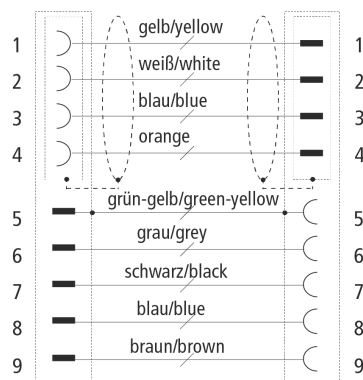 1 gelb/yellow 1
2 weiß/white 2
3 blau/blue 3
4 orange 4
5 grün-gelb/green-yellow 5
6 grau/grey 6
7 schwarz/black 7
8 blau/blue 8
9 braun/brown 9